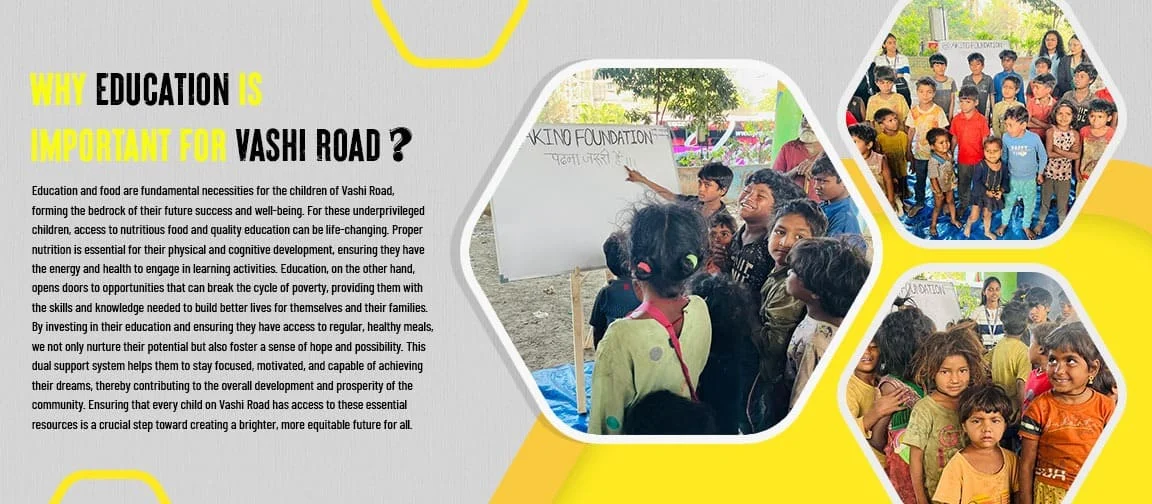 WHY EDUCATION IS
IMPORTANT FOR VASHI ROAD ?
Education and food are fundamental necessities for the children of Vashi Road,
forming the bedrock of their future success and well-being. For these underprivileged
children, access to nutritious food and quality education can be life-changing. Proper
nutrition is essential for their physical and cognitive development, ensuring they have
the energy and health to engage in learning activities. Education, on the other hand,
opens doors to opportunities that can break the cycle of poverty, providing them with
the skills and knowledge needed to build better lives for themselves and their families.
By investing in their education and ensuring they have access to regular, healthy meals,
we not only nurture their potential but also foster a sense of hope and possibility. This
dual support system helps them to stay focused, motivated, and capable of achieving
their dreams, thereby contributing to the overall development and prosperity of the
community. Ensuring that every child on Vashi Road has access to these essential
resources is a crucial step toward creating a brighter, more equitable future for all.
AKINO FOUNDATION
पढना जरुरी है !!!
AKINO FOUNDATION
OUNDATION